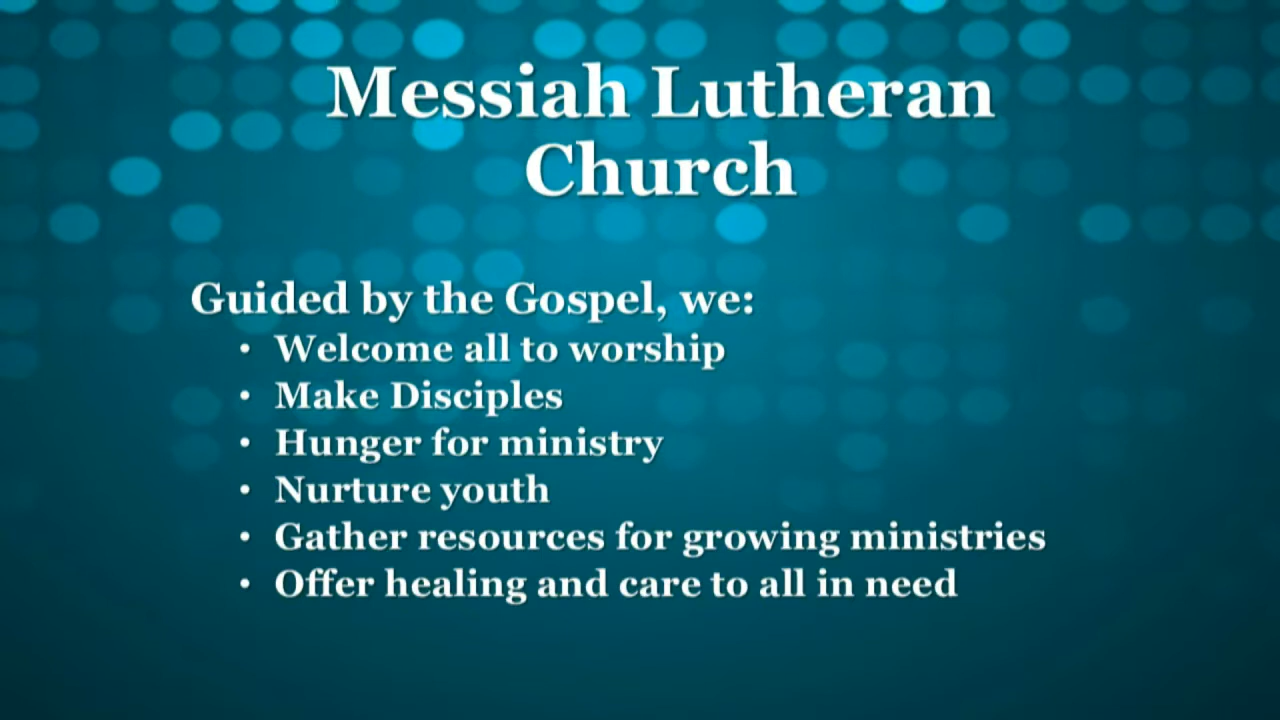 Messiah Lutheran
Church
Guided by the Gospel, we:
• Welcome all to worship
• Make Disciples
• Hunger for ministry
• Nurture youth
• Gather resources for growing ministries
• Offer healing and care to all in need